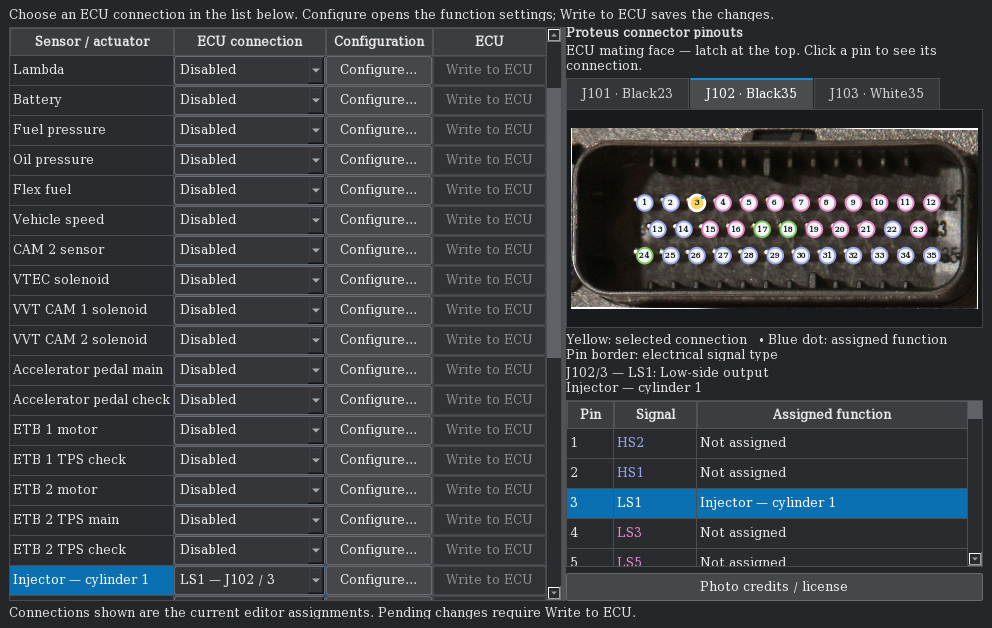 Choose an ECU connection in the list below. Configure opens the function settings; Write to ECU saves the changes.
Sensor / actuator ECU connection Configuration ECU
Lambda Disabled Configure... Write to ECU
Battery Disabled Configure... Write to ECU
Fuel pressure Disabled Configure... Write to ECU
Oil pressure Disabled Configure... Write to ECU
Flex fuel Disabled Configure... Write to ECU
Vehicle speed Disabled Configure... Write to ECU
CAM 2 sensor Disabled Configure... Write to ECU
VTEC solenoid Disabled Configure... Write to ECU
VVT CAM 1 solenoid Disabled Configure... Write to ECU
VVT CAM 2 solenoid Disabled Configure... Write to ECU
Accelerator pedal main Disabled Configure... Write to ECU
Accelerator pedal check Disabled Configure... Write to ECU
ETB 1 motor Disabled Configure... Write to ECU
ETB 1 TPS check Disabled Configure... Write to ECU
ETB 2 motor Disabled Configure... Write to ECU
ETB 2 TPS main Disabled Configure... Write to ECU
ETB 2 TPS check Disabled Configure... Write to ECU
Injector — cylinder 1 LS1 — J102 / 3 Configure... Write to ECU
Proteus connector pinouts
ECU mating face — latch at the top. Click a pin to see its
connection.
J101 · Black23 J102 · Black35 J103 · White35
1 2 3 4 5 6 7 8 9 10 11 12
13 14 15 16 17 18 19 20 21 22 23
24 25 26 27 28 29 30 31 32 33 34 35
Yellow: selected connection • Blue dot: assigned function
Pin border: electrical signal type
J102/3 — LS1: Low-side output
Injector — cylinder 1
Pin Signal Assigned function
1 HS2 Not assigned
2 HS1 Not assigned
3 LS1 Injector — cylinder 1
4 LS3 Not assigned
5 LS5 Not assigned
Photo credits / license
Connections shown are the current editor assignments. Pending changes require Write to ECU.